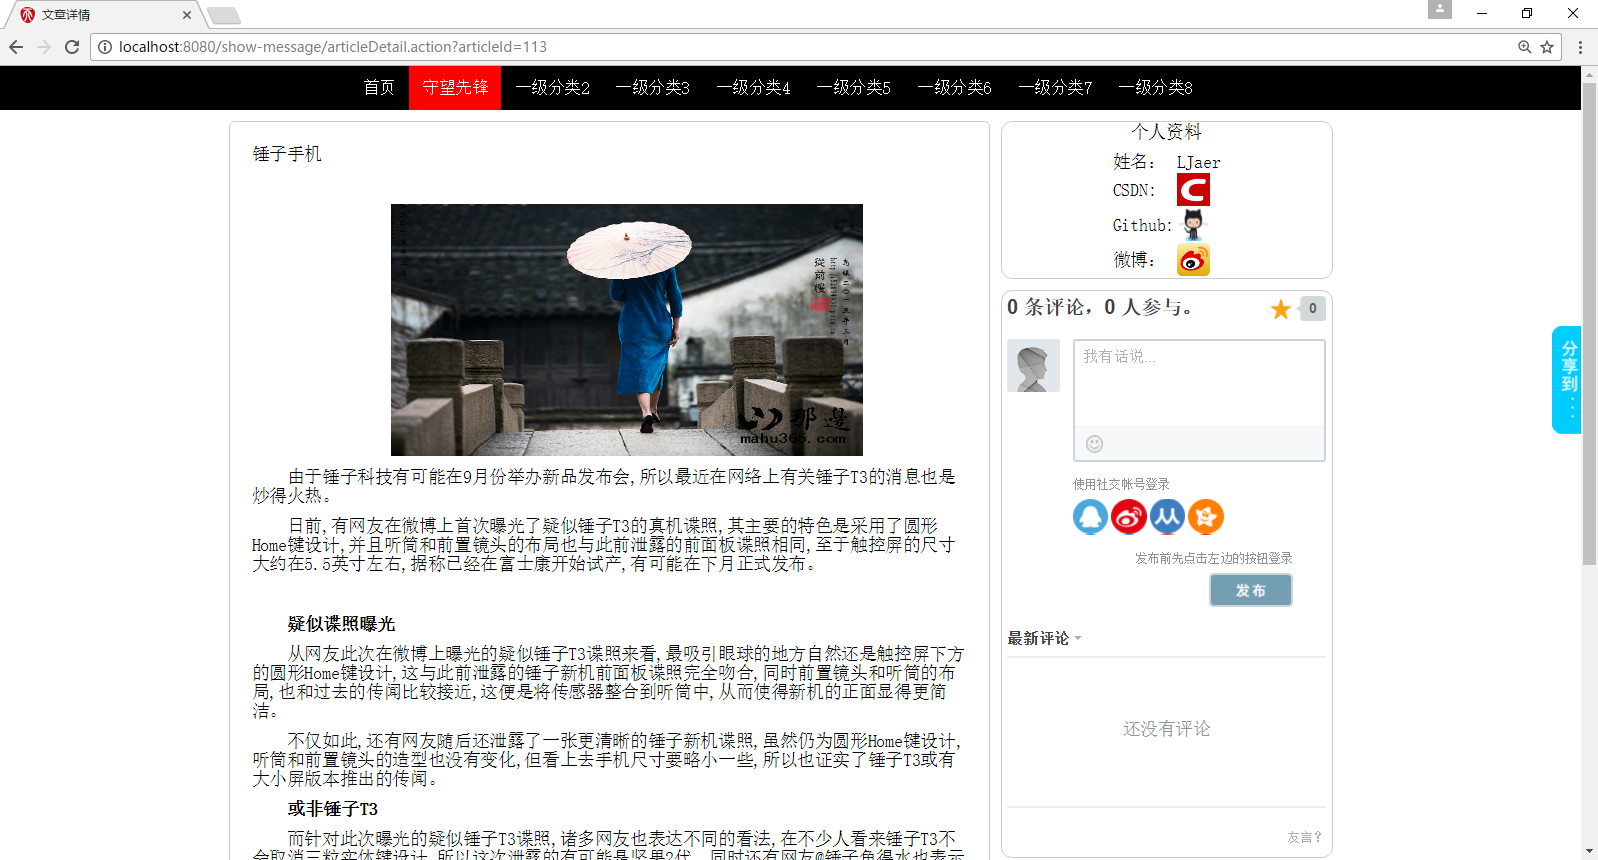 文章详情
localhost:8080/show-message/articleDetail.action?articleId=113
首页 守望先锋 一级分类2 一级分类3 一级分类4 一级分类5 一级分类6 一级分类7 一级分类8
锤子手机
從前慢
那邊
mahu365.com
由于锤子科技有可能在9月份举办新品发布会,所以最近在网络上有关锤子T3的消息也是
炒得火热。
日前,有网友在微博上首次曝光了疑似锤子T3的真机谍照,其主要的特色是采用了圆形
Home键设计,并且听筒和前置镜头的布局也与此前泄露的前面板谍照相同,至于触控屏的尺寸
大约在5.5英寸左右,据称已经在富士康开始试产,有可能在下月正式发布。
疑似谍照曝光
从网友此次在微博上曝光的疑似锤子T3谍照来看,最吸引眼球的地方自然还是触控屏下方
的圆形Home键设计,这与此前泄露的锤子新机前面板谍照完全吻合,同时前置镜头和听筒的布
局,也和过去的传闻比较接近,这便是将传感器整合到听筒中,从而使得新机的正面显得更简
洁。
不仅如此,还有网友随后还泄露了一张更清晰的锤子新机谍照,虽然仍为圆形Home键设计,
听筒和前置镜头的造型也没有变化,但看上去手机尺寸要略小一些,所以也证实了锤子T3或有
大小屏版本推出的传闻。
或非锤子T3
而针对此次曝光的疑似锤子T3谍照,诸多网友也表达不同的看法,在不少人看来锤子T3不
会取消三粒实体键设计,所以这次泄露的有可能是坚果2代。同时还有网友@锤子鱼得水也表示
个人资料
姓名: LJaer
CSDN:
Github:
微博:
0 条评论，0 人参与。
0
我有话说...
使用社交帐号登录
发布前先点击左边的按钮登录
发布
最新评论
还没有评论
友言?
分享到...